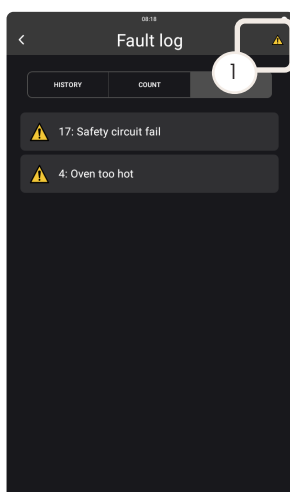 08:18
Fault log
1
HISTORY COUNT
17: Safety circuit fail
4: Oven too hot